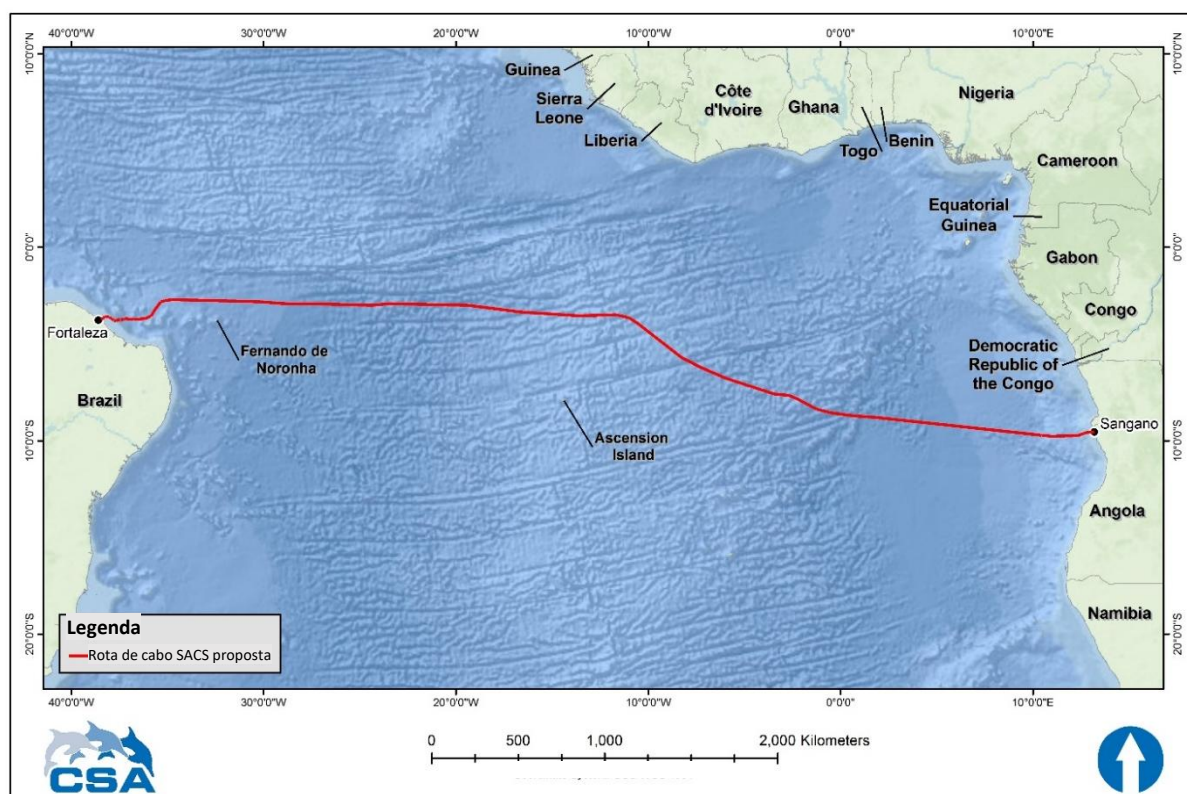 40°0'0"W
30°0'0"W
20°0'0"W
10°0'0"W
0°0'0"
10°0'0"E
10°0'0"N
10°0'0"N
Guinea
Sierra
Leone
Liberia
Côte
d'Ivoire
Ghana
Togo
Benin
Nigeria
Cameroon
Equatorial
Guinea
Gabon
Congo
Democratic
Republic of
the Congo
0°0'0"
0°0'0"
Fortaleza
Brazil
Fernando de
Noronha
Ascension
Island
Sangano
Angola
Namibia
10°0'0"S
10°0'0"S
20°0'0"S
20°0'0"S
Legenda
Rota de cabo SACS proposta
40°0'0"W
30°0'0"W
20°0'0"W
10°0'0"W
0°0'0"
10°0'0"E
CSA
0
500
1,000
2,000 Kilometers